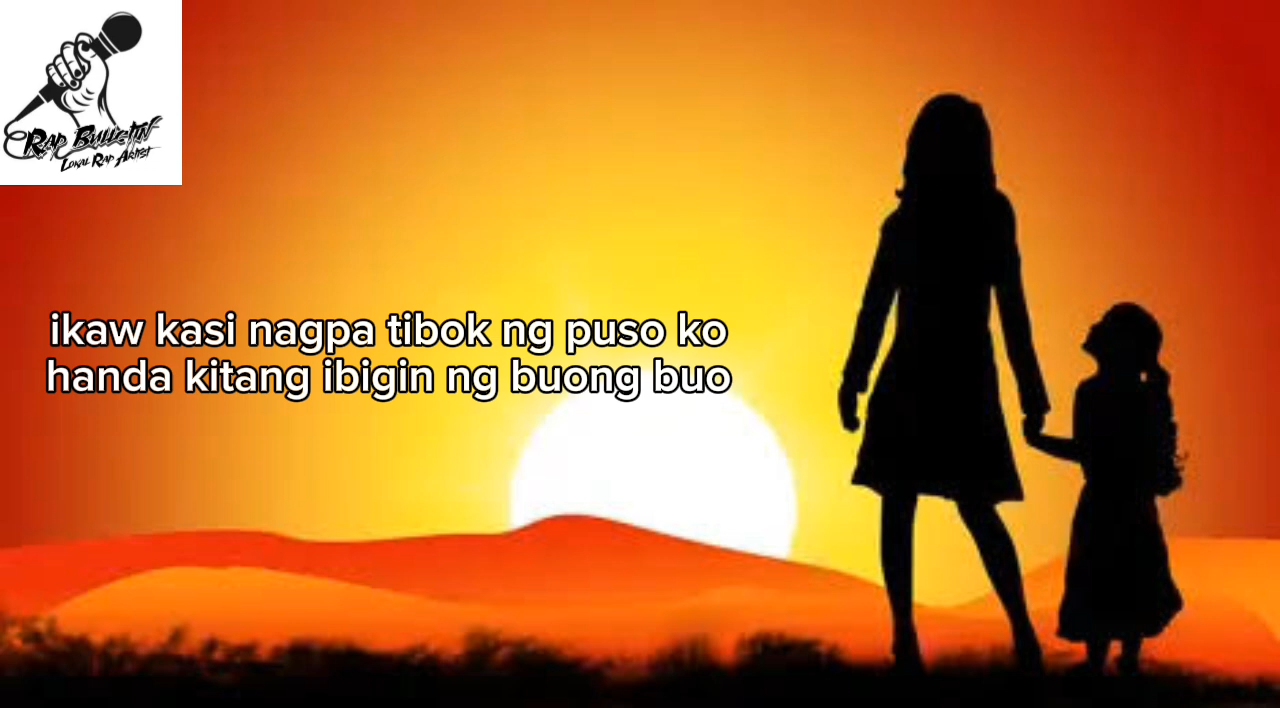 Rap Bulletin
Lokal Rap Artist
ikaw kasi nagpa tibok ng puso ko
handa kitang ibigin ng buong buo